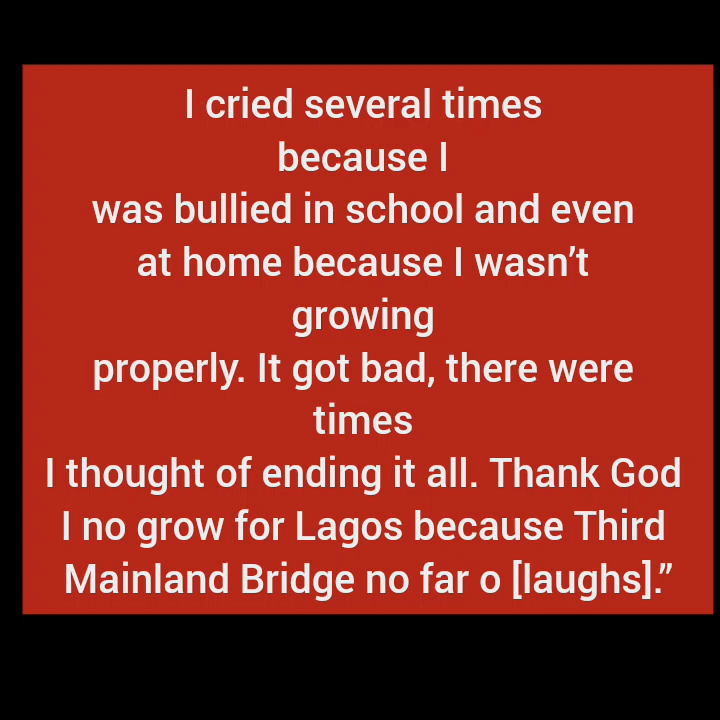 I cried several times
because I
was bullied in school and even
at home because I wasn’t
growing
properly. It got bad, there were
times
I thought of ending it all. Thank God
I no grow for Lagos because Third
Mainland Bridge no far o [laughs].”